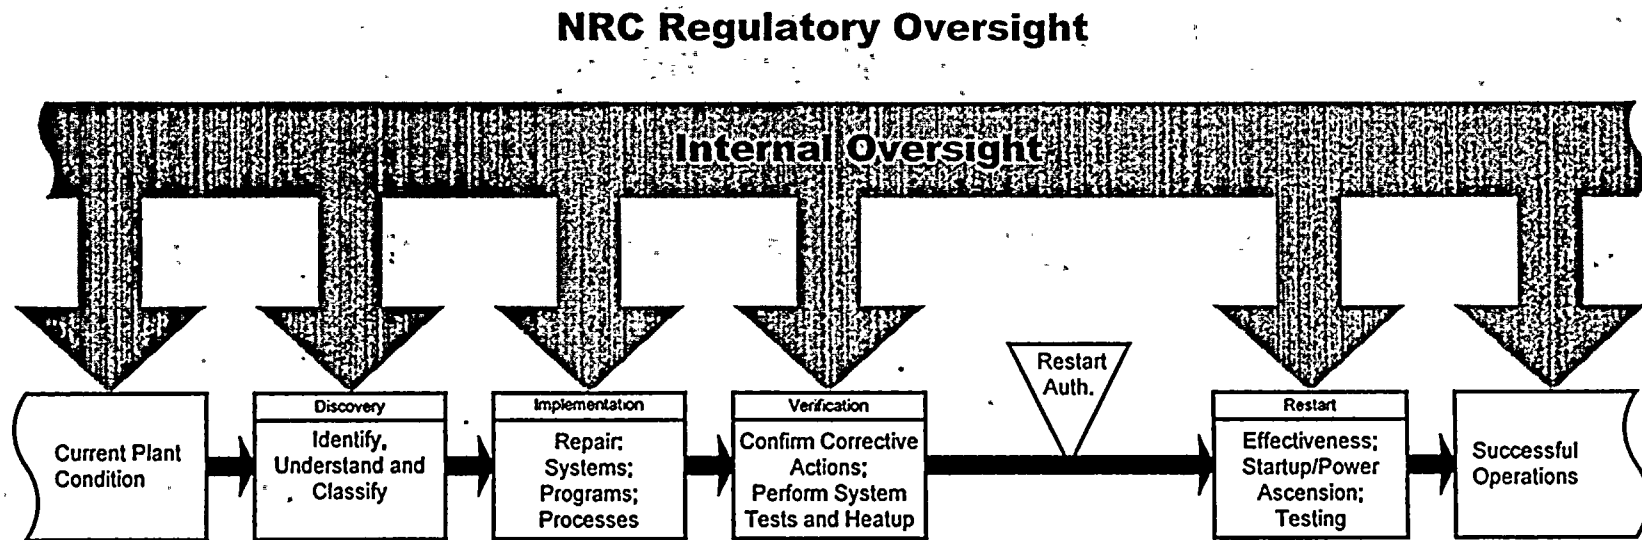 NRC Regulatory Oversight
Internal Oversight
Restart
Auth.
Current Plant
Condition
Discovery
Identify,
Understand and
Classify
Implementation
Repair:
Systems;
Programs;
Processes
Verification
Confirm Corrective
Actions;
Perform System
Tests and Heatup
Restart
Effectiveness;
Startup/Power
Ascension;
Testing
Successful
Operations